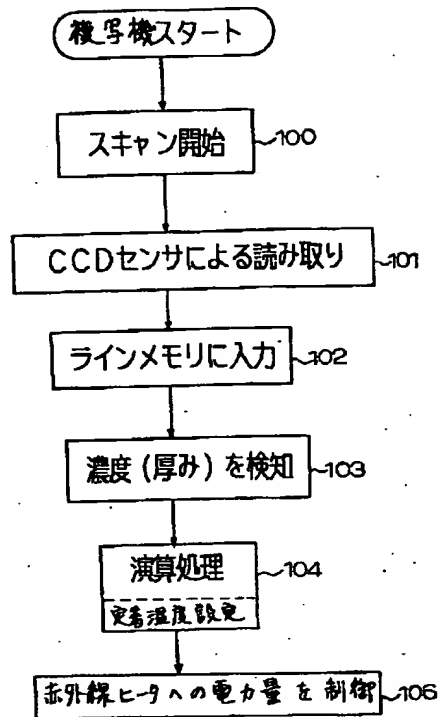 複写機スタート
スキャン開始
100
CCDセンサによる読み取り
101
ラインメモリに入力
102
濃度(厚み)を検知
103
演算処理
104
定着温度設定
赤外線ヒータへの電力量を制御
106